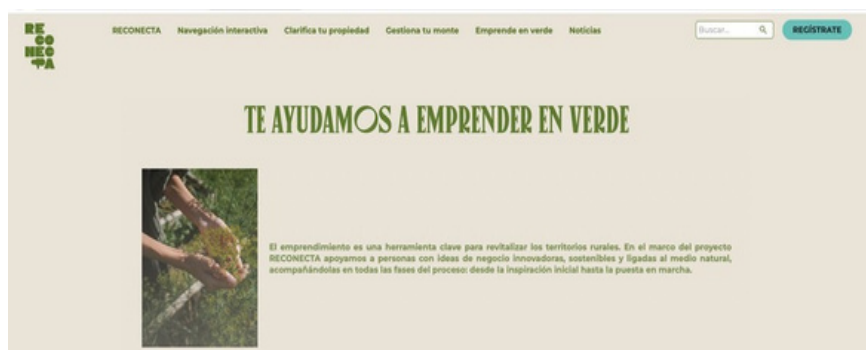 RE
CO
NEC
TA
RECONECTA Navegación interactiva Clarifica tu propiedad Gestiona tu monte Emprende en verde Noticias Buscar... REGÍSTRATE
TE AYUDAMOS A EMPRENDER EN VERDE
El emprendimiento es una herramienta clave para revitalizar los territorios rurales. En el marco del proyecto
RECONECTA apoyamos a personas con ideas de negocio innovadoras, sostenibles y ligadas al medio natural,
acompañándolas en todas las fases del proceso: desde la inspiración inicial hasta la puesta en marcha.